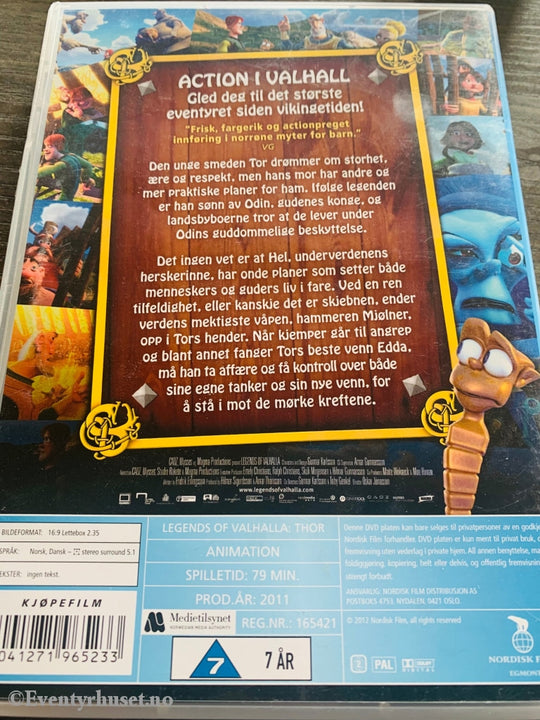 ACTION I VALHALL
Gled deg til det største
eventyret siden vikingetiden!
"Frisk, fargerik og actionpreget
innføring i norrøne myter for barn."
VG
Den unge smeden Tor drømmer om storhet,
ære og respekt, men hans mor har andre og
mer praktiske planer for ham. Ifølge legenden
er han sønn av Odin, gudenes konge, og
landsbyboerne tror at de lever under
Odins guddommelige beskyttelse.
Det ingen vet er at Hel, underverdenens
herskerinne, har onde planer som setter både
menneskers og guders liv i fare. Ved en ren
tilfeldighet, eller kanskje det er skjebnen, ender
verdens mektigste våpen, hammeren Mjølner,
opp i Tors hender. Når kjemper går til angrep
og blant annet fanger Tors beste venn Edda,
må han ta affære og få kontroll over både
sine egne tanker og sin nye venn, for
å stå i mot de mørke kreftene.
www.legendsofvalhalla.com
BILDEFORMAT: 16:9 Letterbox 2.35
SPRÅK: Norsk, Dansk – stereo surround 5.1
TEKSTER: ingen tekst.
KJØPEFILM
041271 965233
LEGENDS OF VALHALLA: THOR
ANIMATION
SPILLETID: 79 MIN.
PROD.ÅR: 2011
Medietilsynet
NORWEGIAN MEDIA AUTHORITY
REG.NR.: 165421
7
7 ÅR
Denne DVD platen kan bare selges til privatpersoner av en godkje
Nordisk Film forhandler. DVD platen er kun ment til privat bruk,
fremvisning uten vederlag i private hjem. All annen benyttelse,
foldiggjøring, kopiering, helt eller delvis, og offentlig fremvisning
strengt forbudt.
ANSVARLIG: NORDISK FILM DISTRIBUSJON AS
POSTBOKS 4753, NYDALEN, 0421 OSLO.
© 2012 Nordisk Film, all rights reserved
2
PAL
DOLBY
DIGITAL
NORDISK F
EGMONT
©Eventyrhuset.no